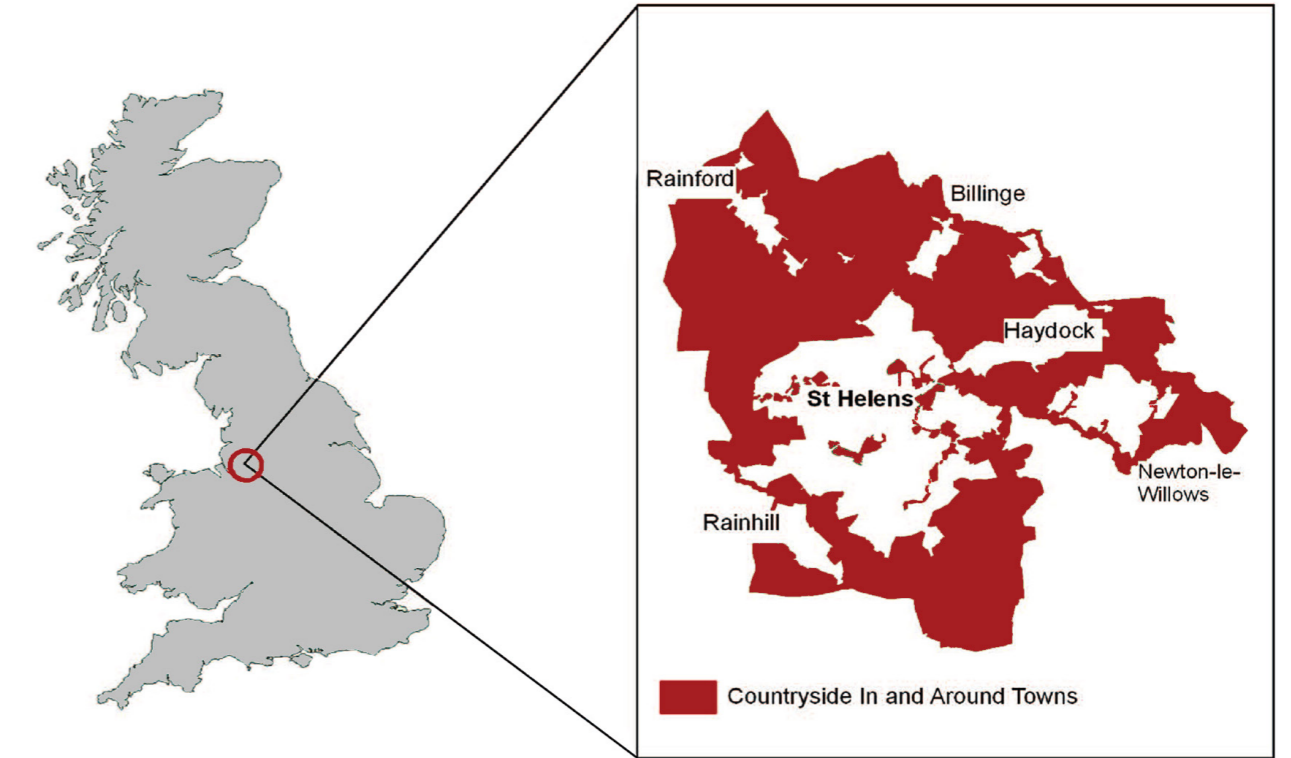 Rainford
Billinge
Haydock
St Helens
Newton-le-
Willows
Rainhill
Countryside In and Around Towns